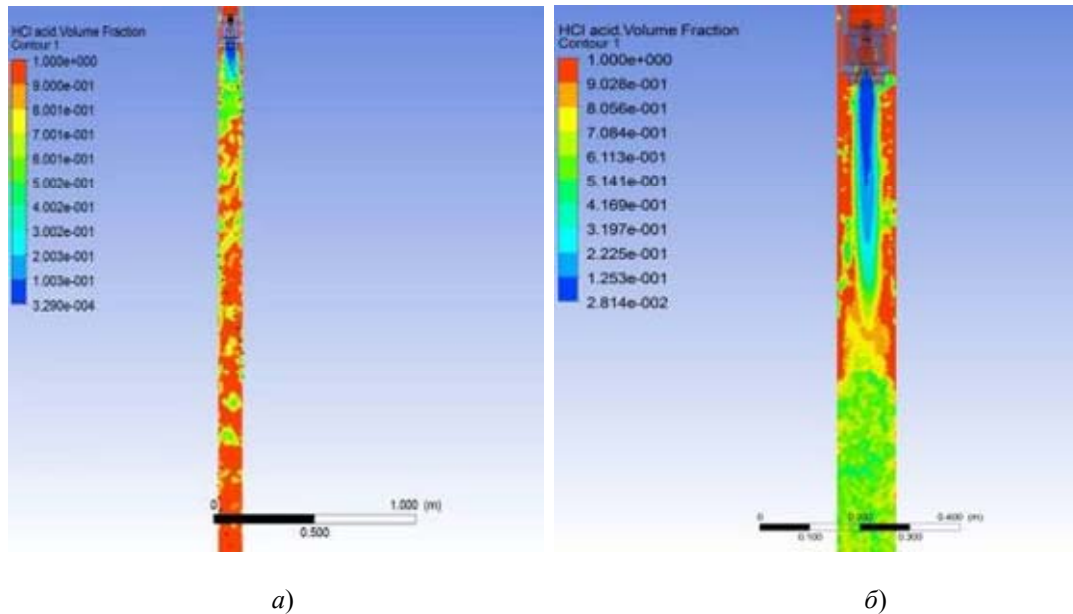 HCl acid.Volume Fraction
Contour 1
1.000e+000
9.000e-001
8.001e-001
7.001e-001
6.001e-001
5.002e-001
4.002e-001
3.002e-001
2.003e-001
1.003e-001
3.290e-004
0
1.000 (m)
0.500
HCl acid.Volume Fraction
Contour 1
1.000e+000
9.028e-001
8.056e-001
7.084e-001
6.113e-001
5.141e-001
4.169e-001
3.197e-001
2.225e-001
1.253e-001
2.814e-002
0
0.200
0.400 (m)
0.100
0.300
а)
б)